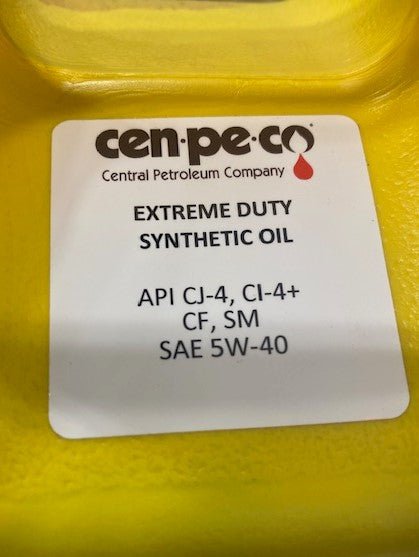 cen·pe·co
Central Petroleum Company
EXTREME DUTY
SYNTHETIC OIL
API CJ-4, CI-4+
CF, SM
SAE 5W-40